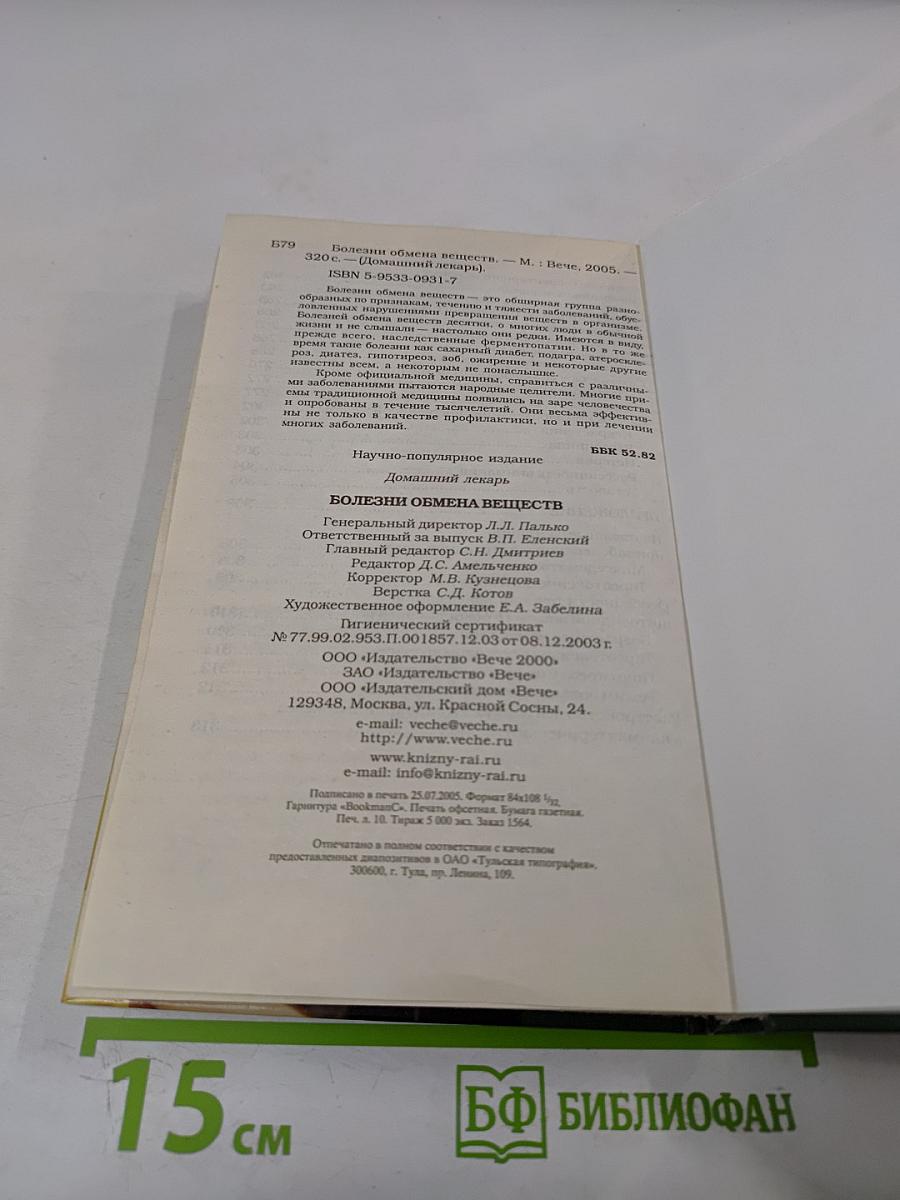 Б79 Болезни обмена веществ. — М. : Вече, 2005. —
320 с. — (Домашний лекарь).
ISBN 5-9533-0931-7
Болезни обмена веществ — это обширная группа разно-
образных по признакам, течению и тяжести заболеваний, обус-
ловленных нарушениями превращения веществ в организме.
Болезней обмена веществ десятки, о многих люди в обычной
жизни и не слышали — настолько они редки. Имеются в виду,
прежде всего, наследственные ферментопатии. Но в то же
время такие болезни как сахарный диабет, подагра, атероскле-
роз, диатез, гипотиреоз, зоб, ожирение и некоторые другие
известны всем, а некоторым не понаслышке.
Кроме официальной медицины, справиться с различны-
ми заболеваниями пытаются народные целители. Многие при-
емы традиционной медицины появились на заре человечества
и опробованы в течение тысячелетий. Они весьма эффектив-
ны не только в качестве профилактики, но и при лечении
многих заболеваний.
ББК 52.82
Научно-популярное издание
Домашний лекарь
БОЛЕЗНИ ОБМЕНА ВЕЩЕСТВ
Генеральный директор Л.Л. Палько
Ответственный за выпуск В.П. Еленский
Главный редактор С.Н. Дмитриев
Редактор Д.С. Амельченко
Корректор М.В. Кузнецова
Верстка С.Д. Котов
Художественное оформление Е.А. Забелина
Гигиенический сертификат
№ 77.99.02.953.П.001857.12.03 от 08.12.2003 г.
ООО «Издательство «Вече 2000»
ЗАО «Издательство «Вече»
ООО «Издательский дом «Вече»
129348, Москва, ул. Красной Сосны, 24.
e-mail: veche@veche.ru
http://www.veche.ru
www.knizny-rai.ru
e-mail: info@knizny-rai.ru
Подписано в печать 25.07.2005. Формат 84x108 1/32.
Гарнитура «BookmanC». Печать офсетная. Бумага газетная.
Печ. л. 10. Тираж 5 000 экз. Заказ 1564.
Отпечатано в полном соответствии с качеством
предоставленных диапозитивов в ОАО «Тульская типография».
300600, г. Тула, пр. Ленина, 109.
15 см
БФ БИБЛИОФАН